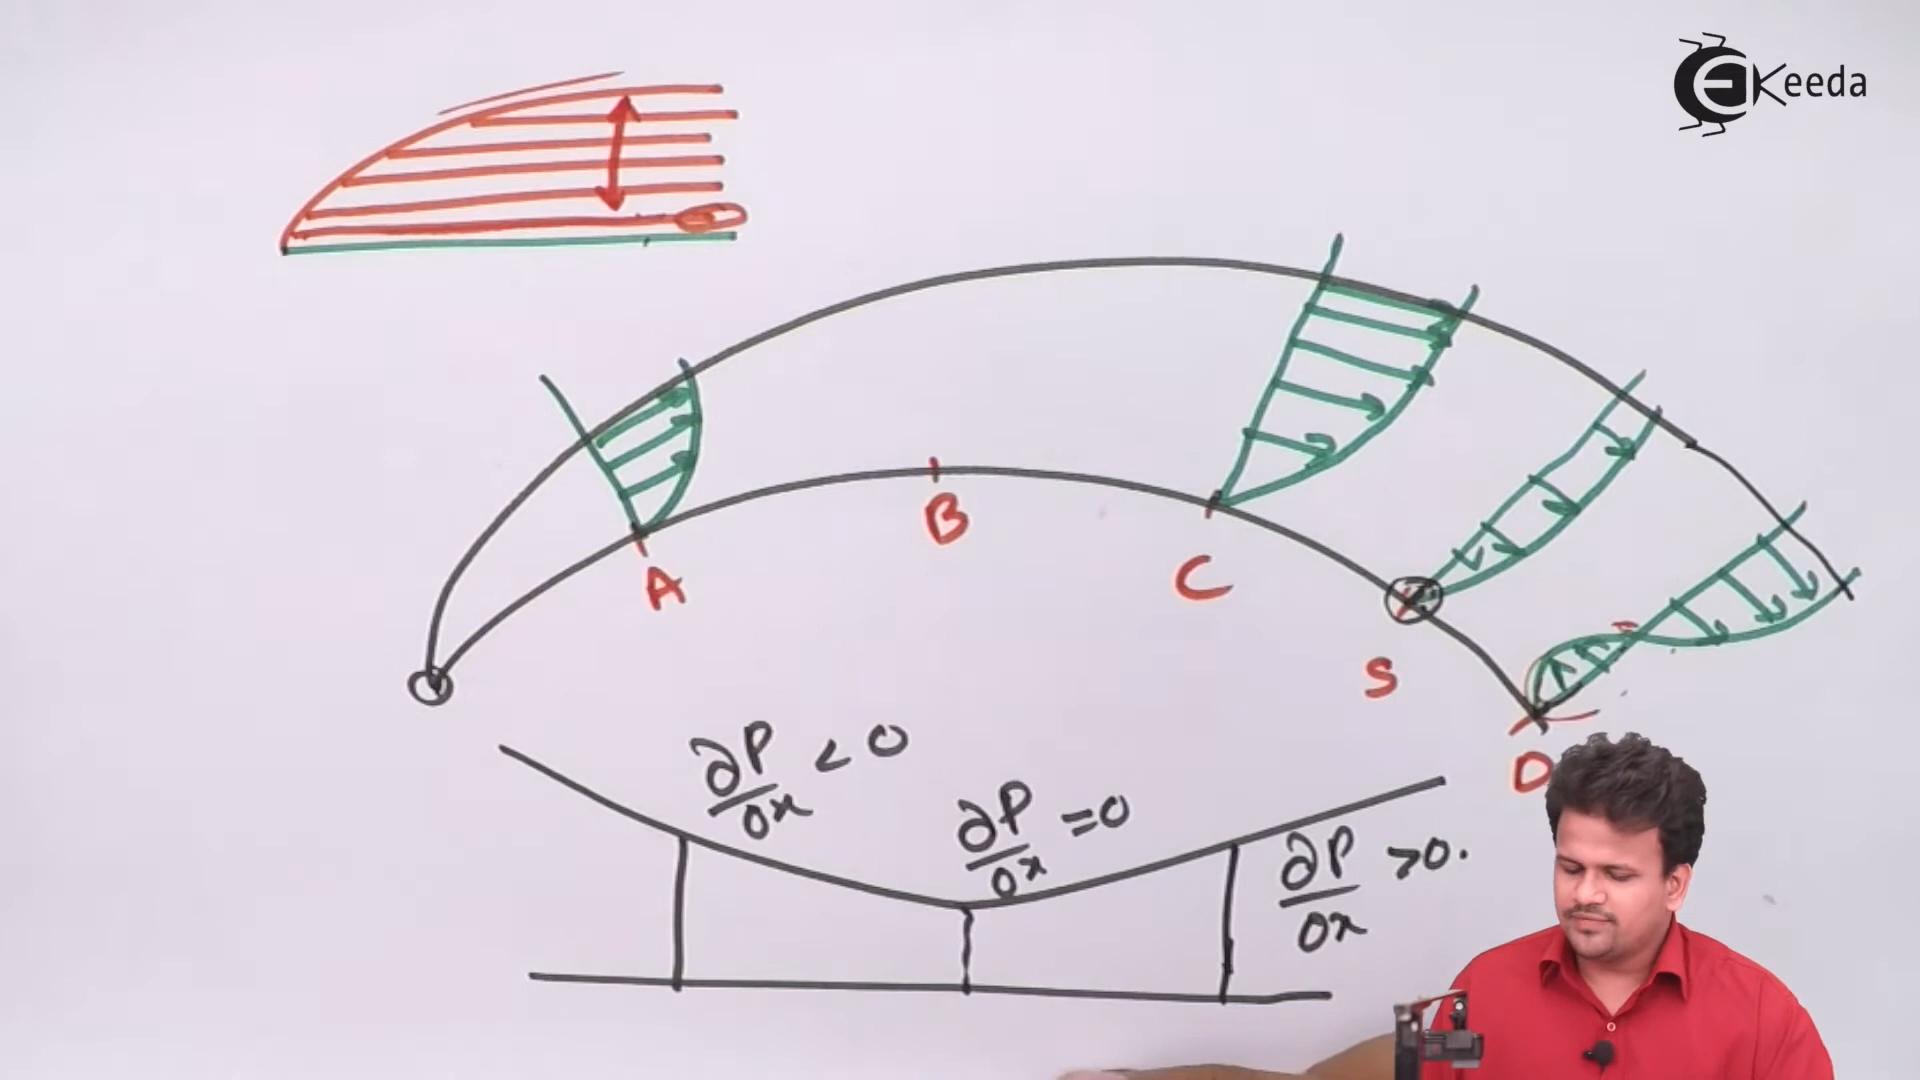 EKeeda
A
B
C
S
D
∂P/∂x < 0
∂P/∂x = 0
∂P/∂x >0.